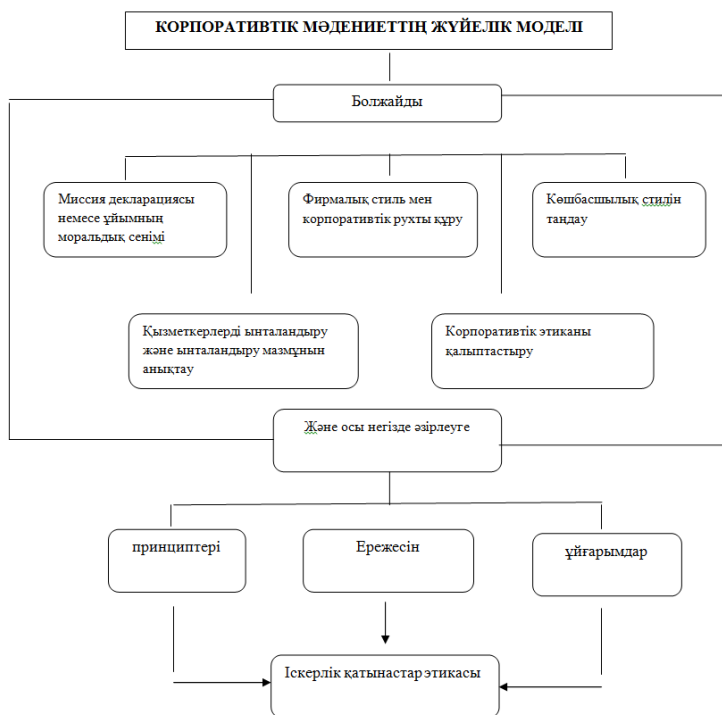 КОРПОРАТИВТІК МӘДЕНИЕТТІҢ ЖҮЙЕЛІК МОДЕЛІ
Болжайды
Миссия декларациясы
немесе ұйымның
моральдық сенімі
Фирмалық стиль мен
корпоративтік рухты құру
Көшбасшылық стилін
таңдау
Қызметкерлерді ынталандыру
және ынталандыру мазмұнын
анықтау
Корпоративтік этиканы
қалыптастыру
Және осы негізде әзірлеуге
принциптері
Ережесін
ұйғарымдар
Іскерлік қатынастар этикасы